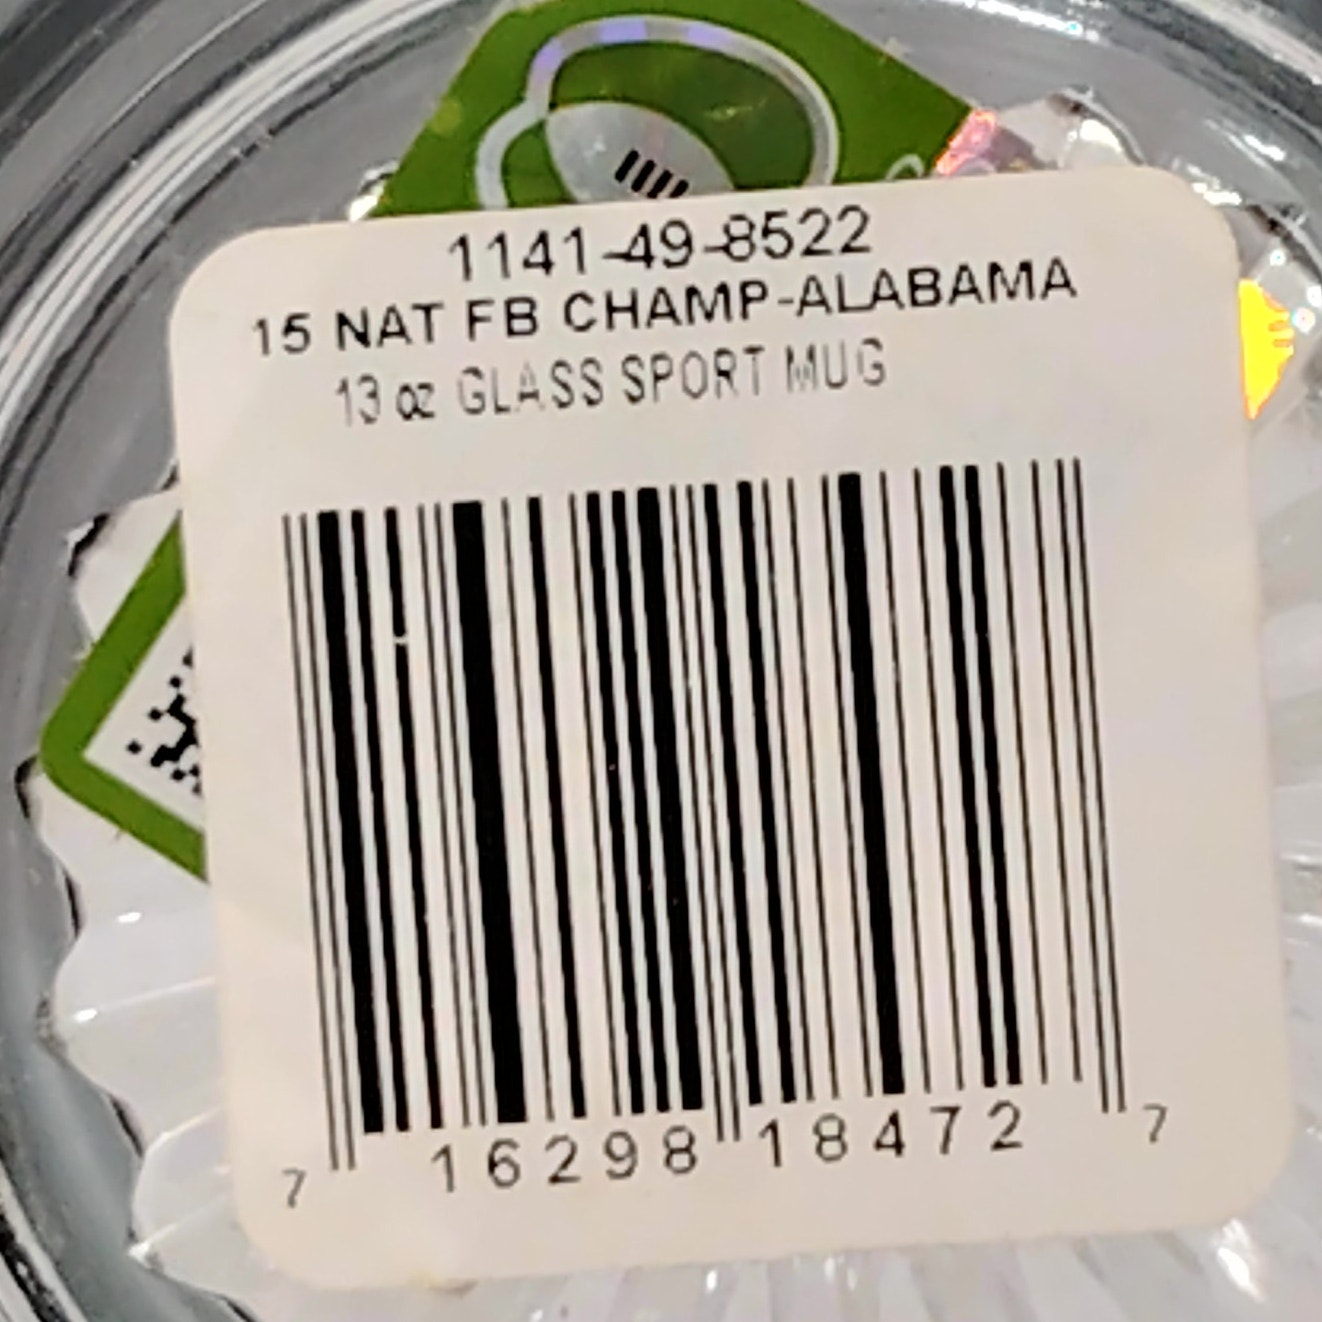 1141-49-8522
15 NAT FB CHAMP-ALABAMA
13 oz GLASS SPORT MUG
7 16298 18472 7